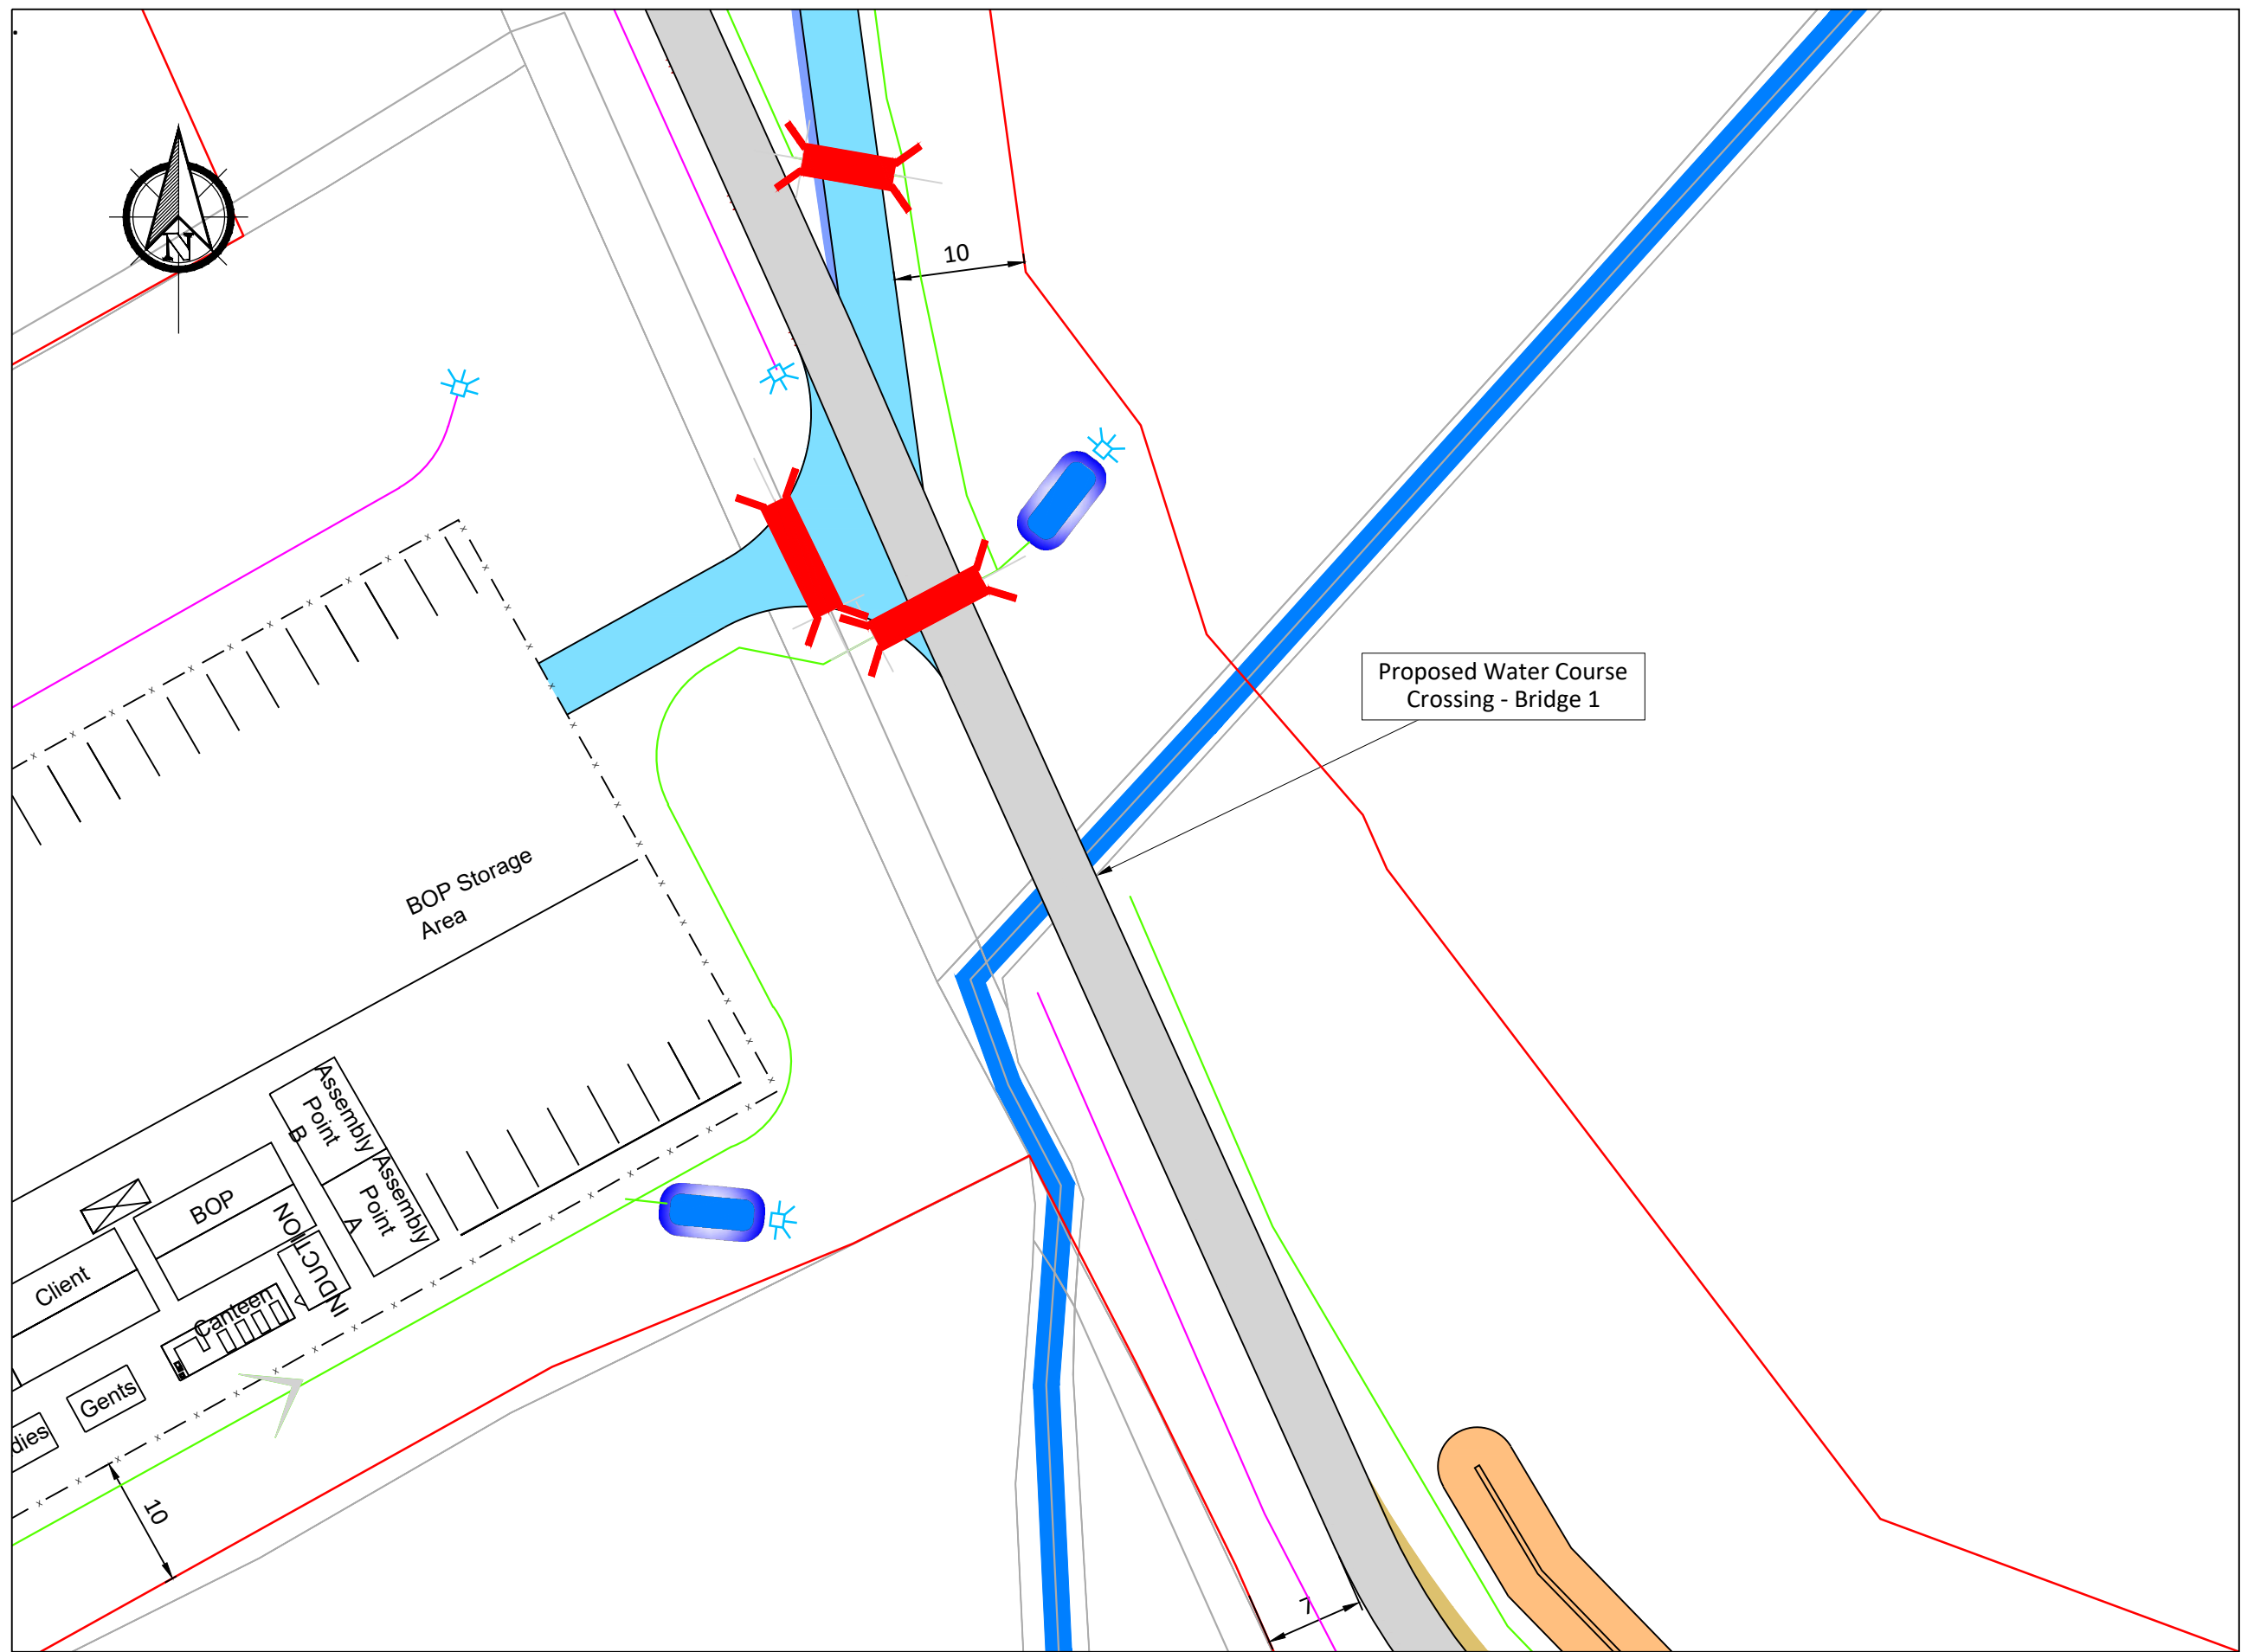 N
10
Proposed Water Course
Crossing - Bridge 1
BOP Storage
Area
Assembly
Point
B
Assembly
Point
A
BOP
INDUCTION
Client
Canteen
Gents
dies
10
7